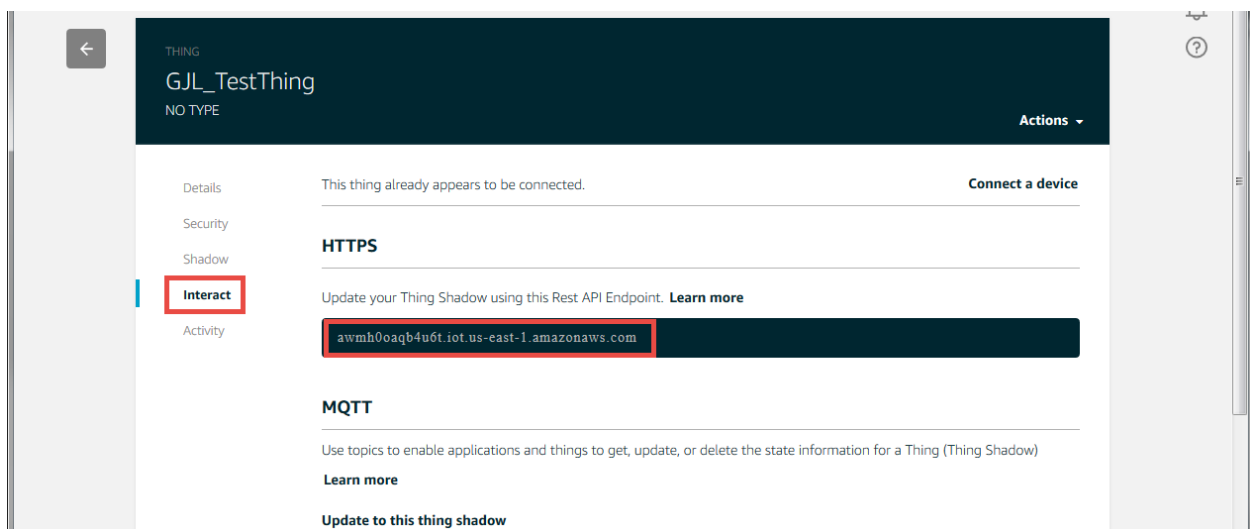 THING
GJL_TestThing
NO TYPE
Actions
Details
Security
Shadow
Interact
Activity
This thing already appears to be connected.
Connect a device
HTTPS
Update your Thing Shadow using this Rest API Endpoint. Learn more
awmh0oaqb4u6t.iot.us-east-1.amazonaws.com
MQTT
Use topics to enable applications and things to get, update, or delete the state information for a Thing (Thing Shadow)
Learn more
Update to this thing shadow